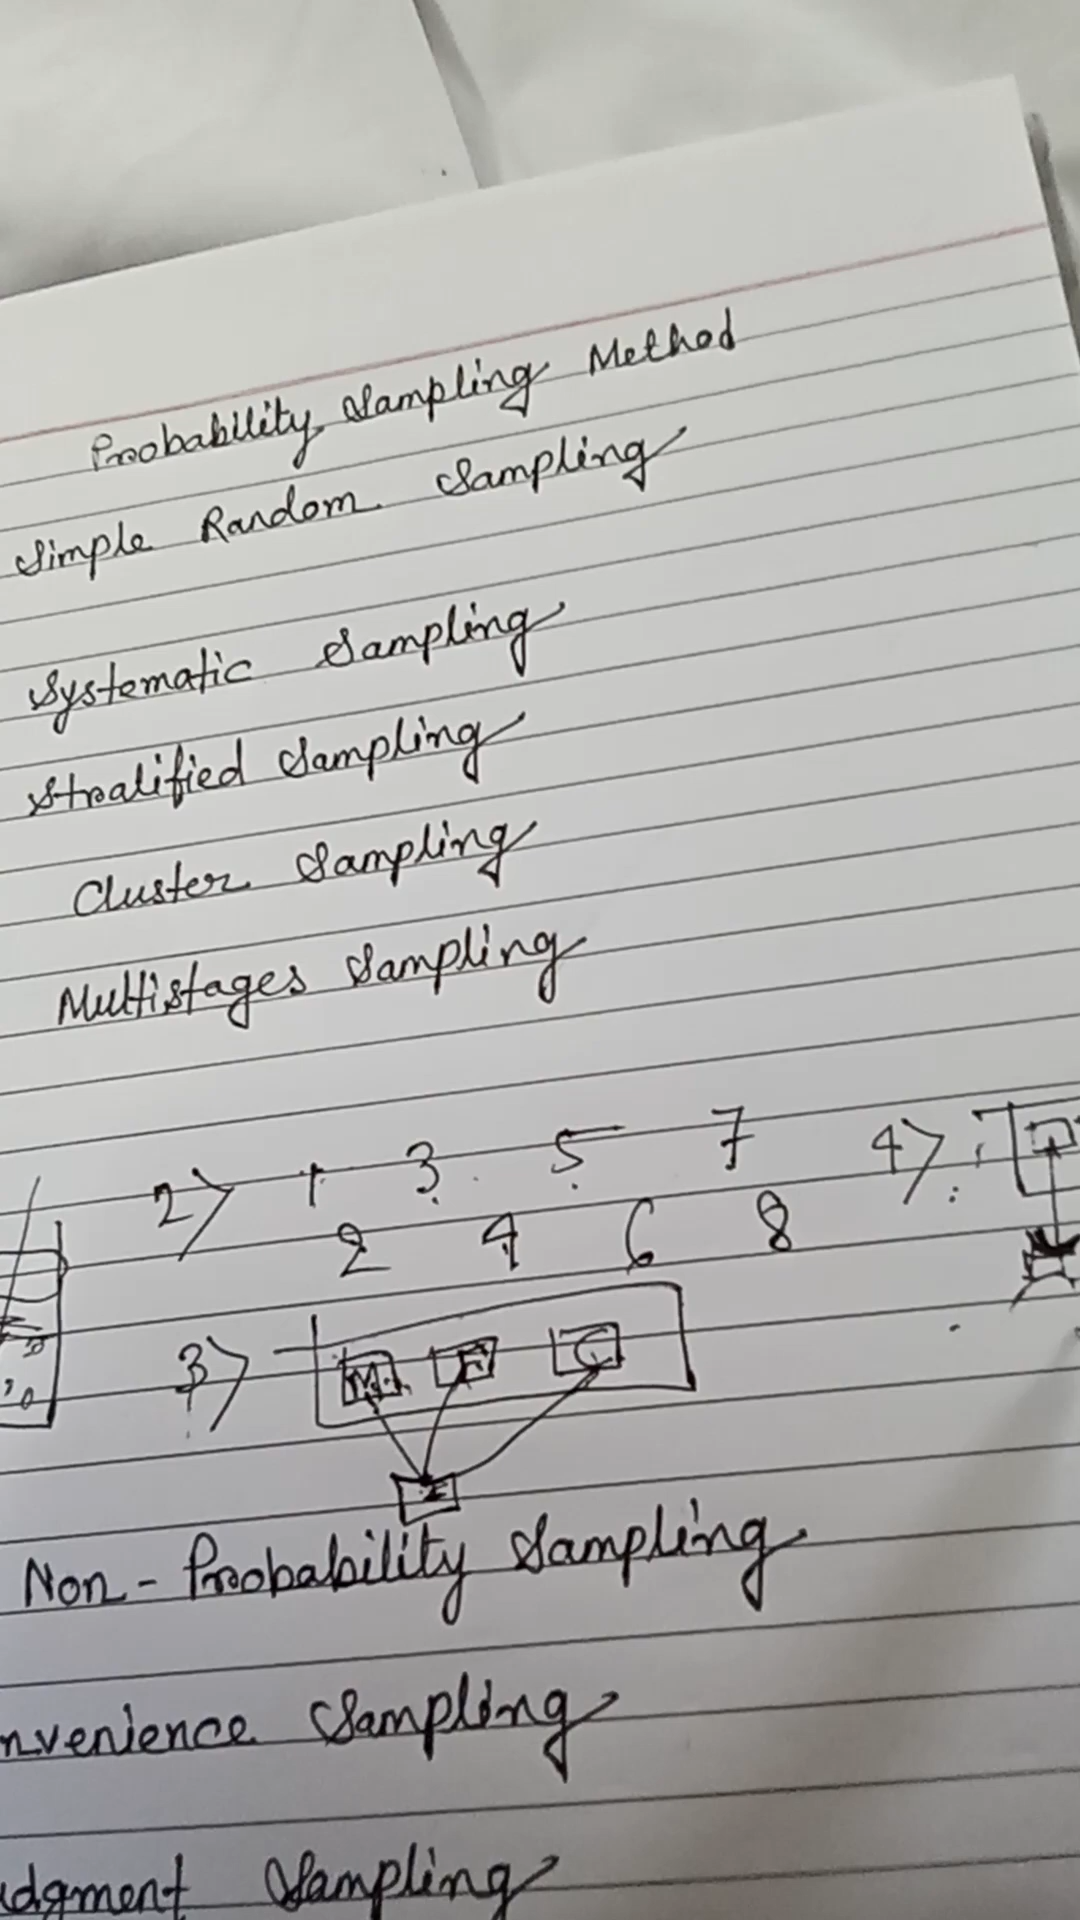 Probability Sampling Method
Simple Random Sampling
Systematic Sampling
Stratified Sampling
Cluster Sampling
Multistages Sampling
2) 1 3 5 7 4)
2 4 6 8
3) M F C
Non-Probability Sampling
nvenience Sampling
dgment Sampling